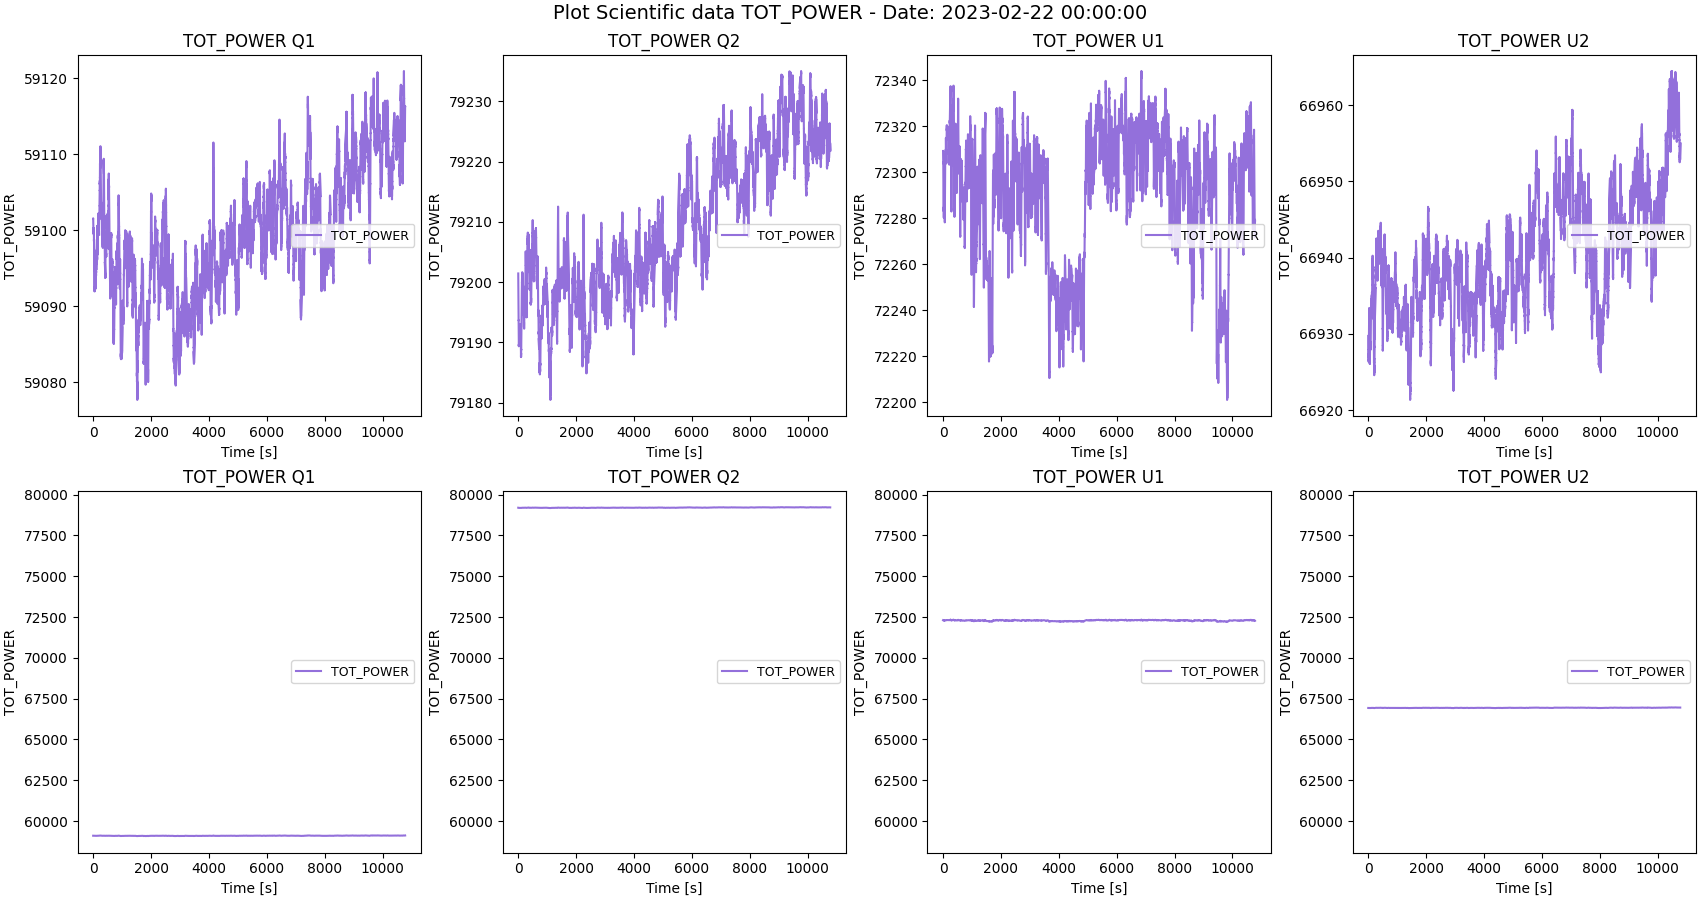 Plot Scientific data TOT_POWER - Date: 2023-02-22 00:00:00
TOT_POWER Q1
TOT_POWER
59120
59110
59100
59090
59080
TOT_POWER
0 2000 4000 6000 8000 10000
Time [s]
TOT_POWER Q2
TOT_POWER
79230
79220
79210
79200
79190
79180
TOT_POWER
0 2000 4000 6000 8000 10000
Time [s]
TOT_POWER U1
TOT_POWER
72340
72320
72300
72280
72260
72240
72220
72200
TOT_POWER
0 2000 4000 6000 8000 10000
Time [s]
TOT_POWER U2
TOT_POWER
66960
66950
66940
66930
66920
TOT_POWER
0 2000 4000 6000 8000 10000
Time [s]
TOT_POWER Q1
TOT_POWER
80000
77500
75000
72500
70000
67500
65000
62500
60000
TOT_POWER
0 2000 4000 6000 8000 10000
Time [s]
TOT_POWER Q2
TOT_POWER
80000
77500
75000
72500
70000
67500
65000
62500
60000
TOT_POWER
0 2000 4000 6000 8000 10000
Time [s]
TOT_POWER U1
TOT_POWER
80000
77500
75000
72500
70000
67500
65000
62500
60000
TOT_POWER
0 2000 4000 6000 8000 10000
Time [s]
TOT_POWER U2
TOT_POWER
80000
77500
75000
72500
70000
67500
65000
62500
60000
TOT_POWER
0 2000 4000 6000 8000 10000
Time [s]